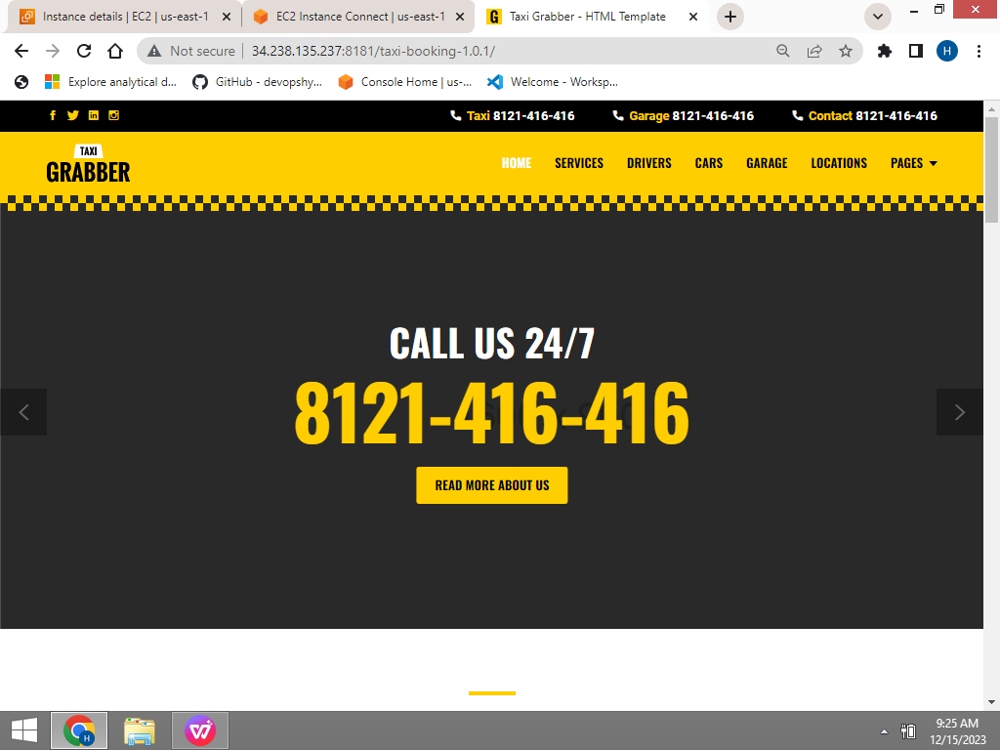 Instance details | EC2 | us-east-1
EC2 Instance Connect | us-east-1
Taxi Grabber - HTML Template
Not secure
34.238.135.237:8181/taxi-booking-1.0.1/
H
Explore analytical d...
GitHub - devopshy...
Console Home | us-...
Welcome - Worksp...
Taxi 8121-416-416
Garage 8121-416-416
Contact 8121-416-416
TAXI
GRABBER
HOME
SERVICES
DRIVERS
CARS
GARAGE
LOCATIONS
PAGES
CALL US 24/7
8121-416-416
READ MORE ABOUT US
9:25 AM
12/15/2023